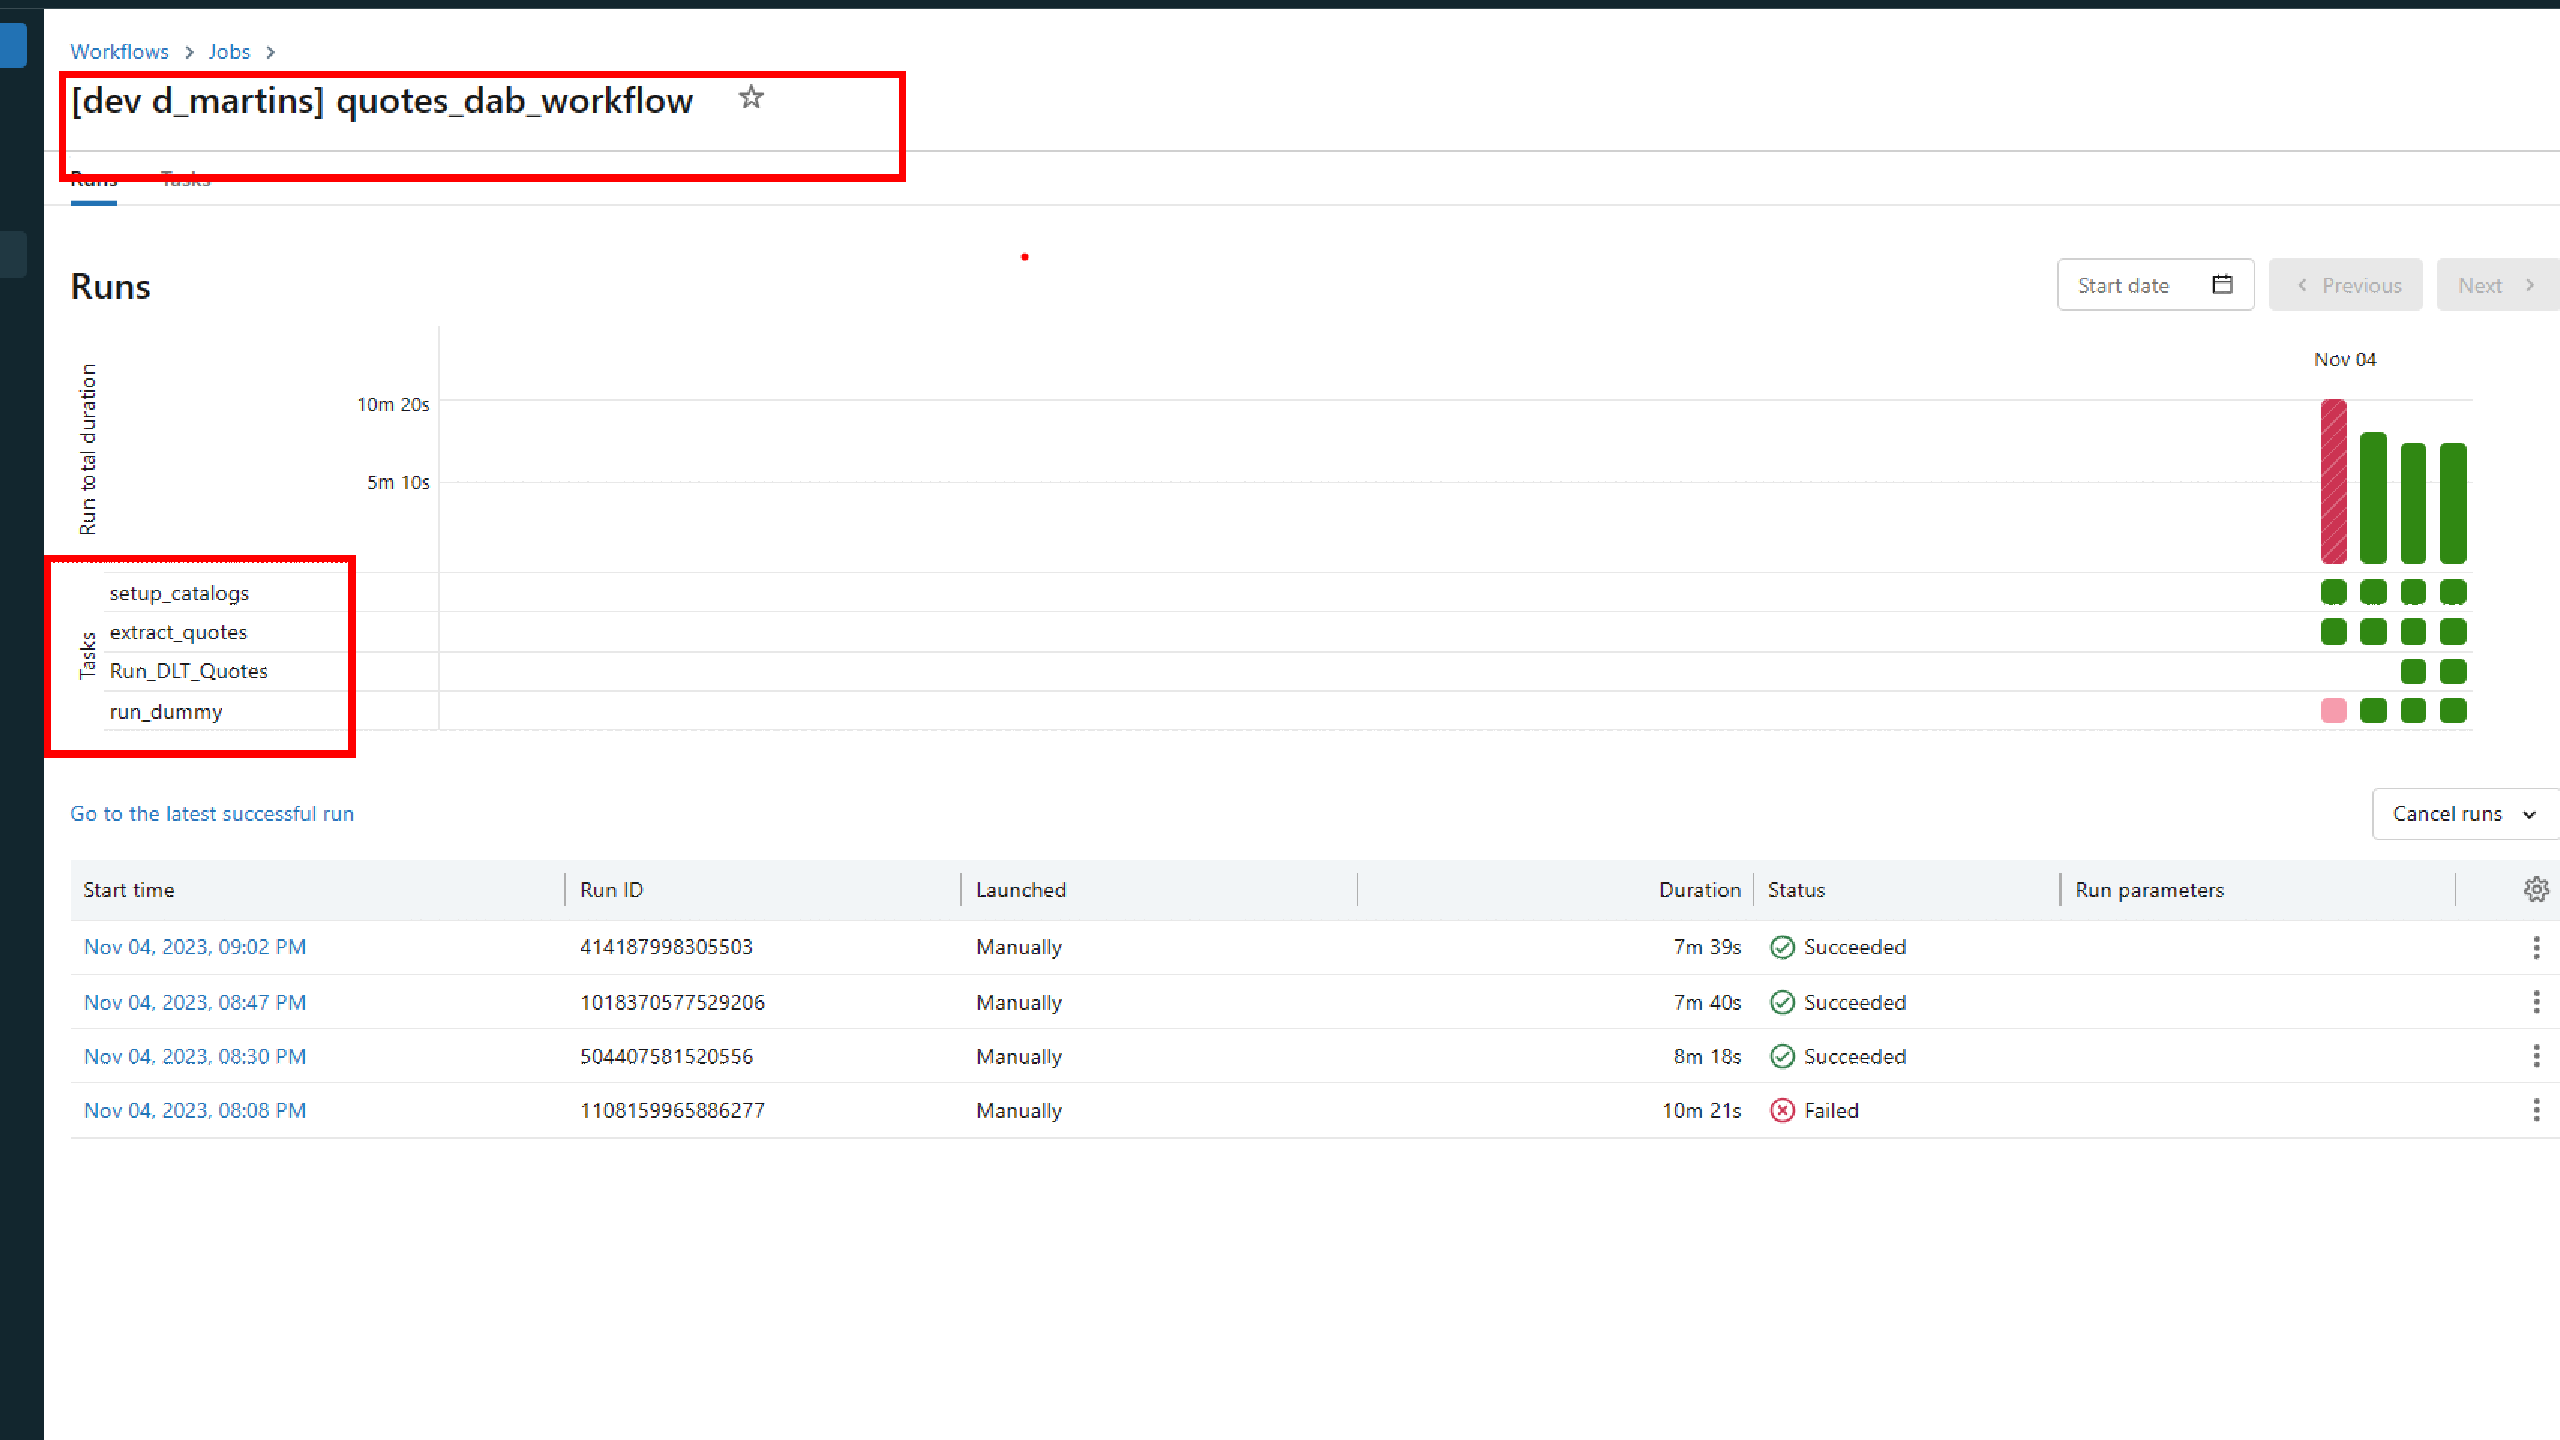 Workflows > Jobs >
[dev d_martins] quotes_dab_workflow
Runs Tasks
Runs
Start date
Previous
Next
Nov 04
Run total duration
10m 20s
5m 10s
Tasks
setup_catalogs
extract_quotes
Run_DLT_Quotes
run_dummy
Go to the latest successful run
Cancel runs
Start time Run ID Launched Duration Status Run parameters
Nov 04, 2023, 09:02 PM 414187998305503 Manually 7m 39s Succeeded
Nov 04, 2023, 08:47 PM 1018370577529206 Manually 7m 40s Succeeded
Nov 04, 2023, 08:30 PM 504407581520556 Manually 8m 18s Succeeded
Nov 04, 2023, 08:08 PM 1108159965886277 Manually 10m 21s Failed